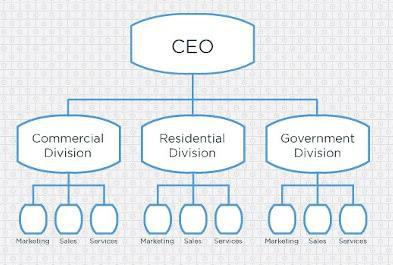 CEO
Commercial
Division
Residential
Division
Government
Division
Marketing Sales Services
Marketing Sales Services
Marketing Sales Services